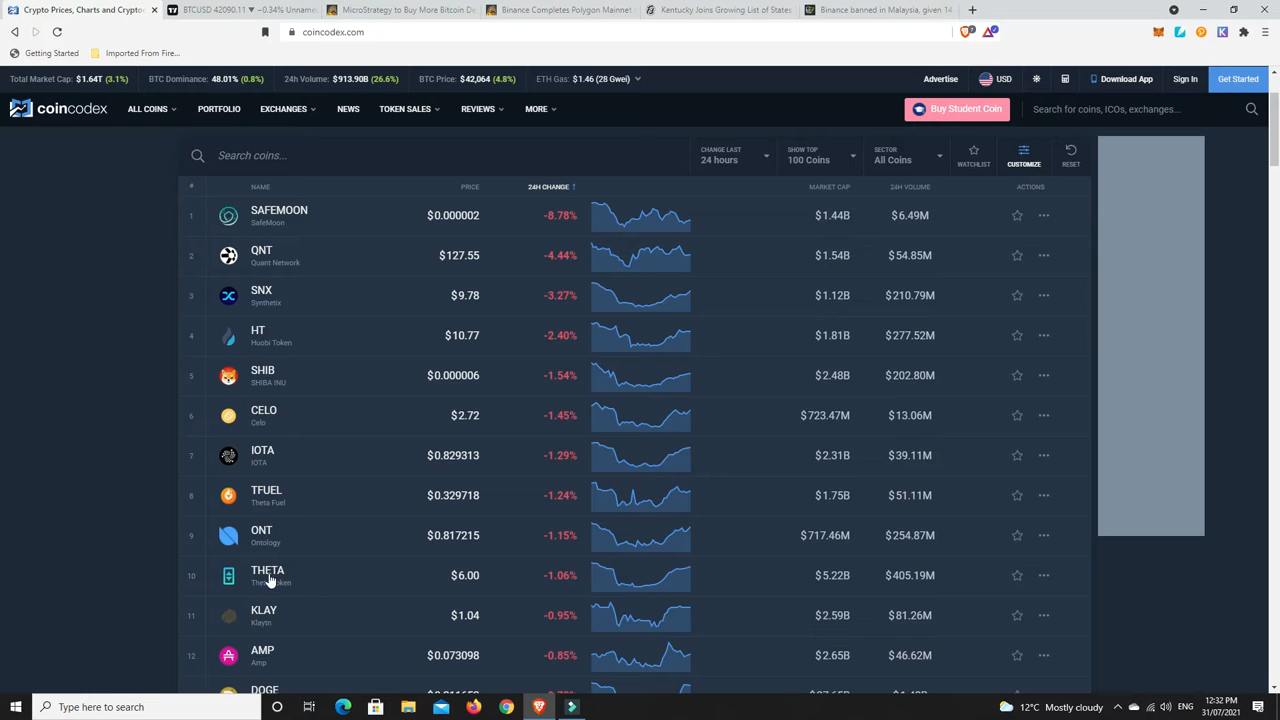 Crypto Prices, Charts and Cryptoc
BTCUSD 42090.11 ▼ −0.34% Unname
MicroStrategy to Buy More Bitcoin De
Binance Completes Polygon Mainnet
Kentucky Joins Growing List of States
Binance banned in Malaysia, given 14
coincodex.com
Getting Started
Imported From Fire...
Total Market Cap: $1.64T (3.1%)
BTC Dominance: 48.01% (0.8%)
24h Volume: $913.90B (26.6%)
BTC Price: $42,064 (4.8%)
ETH Gas: $1.46 (28 Gwei)
Advertise
USD
Download App
Sign In
Get Started
coincodex
ALL COINS
PORTFOLIO
EXCHANGES
NEWS
TOKEN SALES
REVIEWS
MORE
Buy Student Coin
Search for coins, ICOs, exchanges...
Search coins...
CHANGE LAST
24 hours
SHOW TOP
100 Coins
SECTOR
All Coins
WATCHLIST
CUSTOMIZE
RESET
# NAME PRICE 24H CHANGE ↑ MARKET CAP 24H VOLUME ACTIONS
1 SAFEMOON $0.000002 -8.78% $1.44B $6.49M
SafeMoon
2 QNT $127.55 -4.44% $1.54B $54.85M
Quant Network
3 SNX $9.78 -3.27% $1.12B $210.79M
Synthetix
4 HT $10.77 -2.40% $1.81B $277.52M
Huobi Token
5 SHIB $0.000006 -1.54% $2.48B $202.80M
SHIBA INU
6 CELO $2.72 -1.45% $723.47M $13.06M
Celo
7 IOTA $0.829313 -1.29% $2.31B $39.11M
IOTA
8 TFUEL $0.329718 -1.24% $1.75B $51.11M
Theta Fuel
9 ONT $0.817215 -1.15% $717.46M $254.87M
Ontology
10 THETA $6.00 -1.06% $5.22B $405.19M
Theta Token
11 KLAY $1.04 -0.95% $2.59B $81.26M
Klaytn
12 AMP $0.073098 -0.85% $2.65B $46.62M
Amp
DOGE
Type here to search
12°C Mostly cloudy
ENG
12:32 PM
31/07/2021